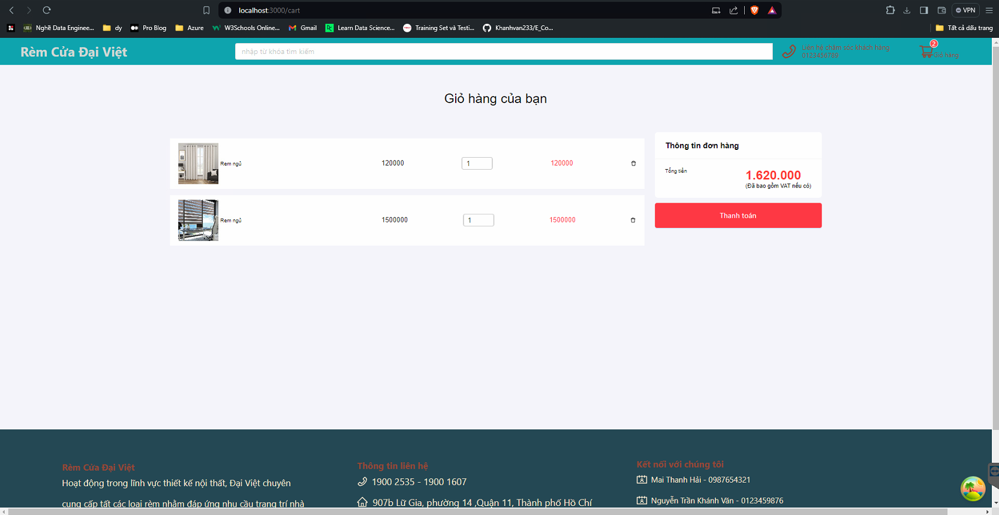 localhost:3000/cart
VPN
Nghề Data Enginee...
dy
Pro Blog
Azure
W3Schools Online...
Gmail
Learn Data Science...
Training Set và Testi...
Khanhvan233/E_Co...
Tất cả dấu trang
Rèm Cửa Đại Việt
nhập từ khóa tìm kiếm
Liên hệ chăm sóc khách hàng
0123456789
2
Giỏ hàng
Giỏ hàng của bạn
Rem ngủ
120000
1
120000
Rem ngủ
1500000
1
1500000
Thông tin đơn hàng
Tổng tiền
1.620.000
(Đã bao gồm VAT nếu có)
Thanh toán
Rèm Cửa Đại Việt
Hoạt động trong lĩnh vực thiết kế nội thất, Đại Việt chuyên
cung cấp tất các loại rèm nhằm đáp ứng nhu cầu trang trí nhà
Thông tin liên hệ
1900 2535 - 1900 1607
907b Lữ Gia, phường 14 ,Quận 11, Thành phố Hồ Chí
Kết nối với chúng tôi
Mai Thanh Hải - 0987654321
Nguyễn Trần Khánh Văn - 0123459876